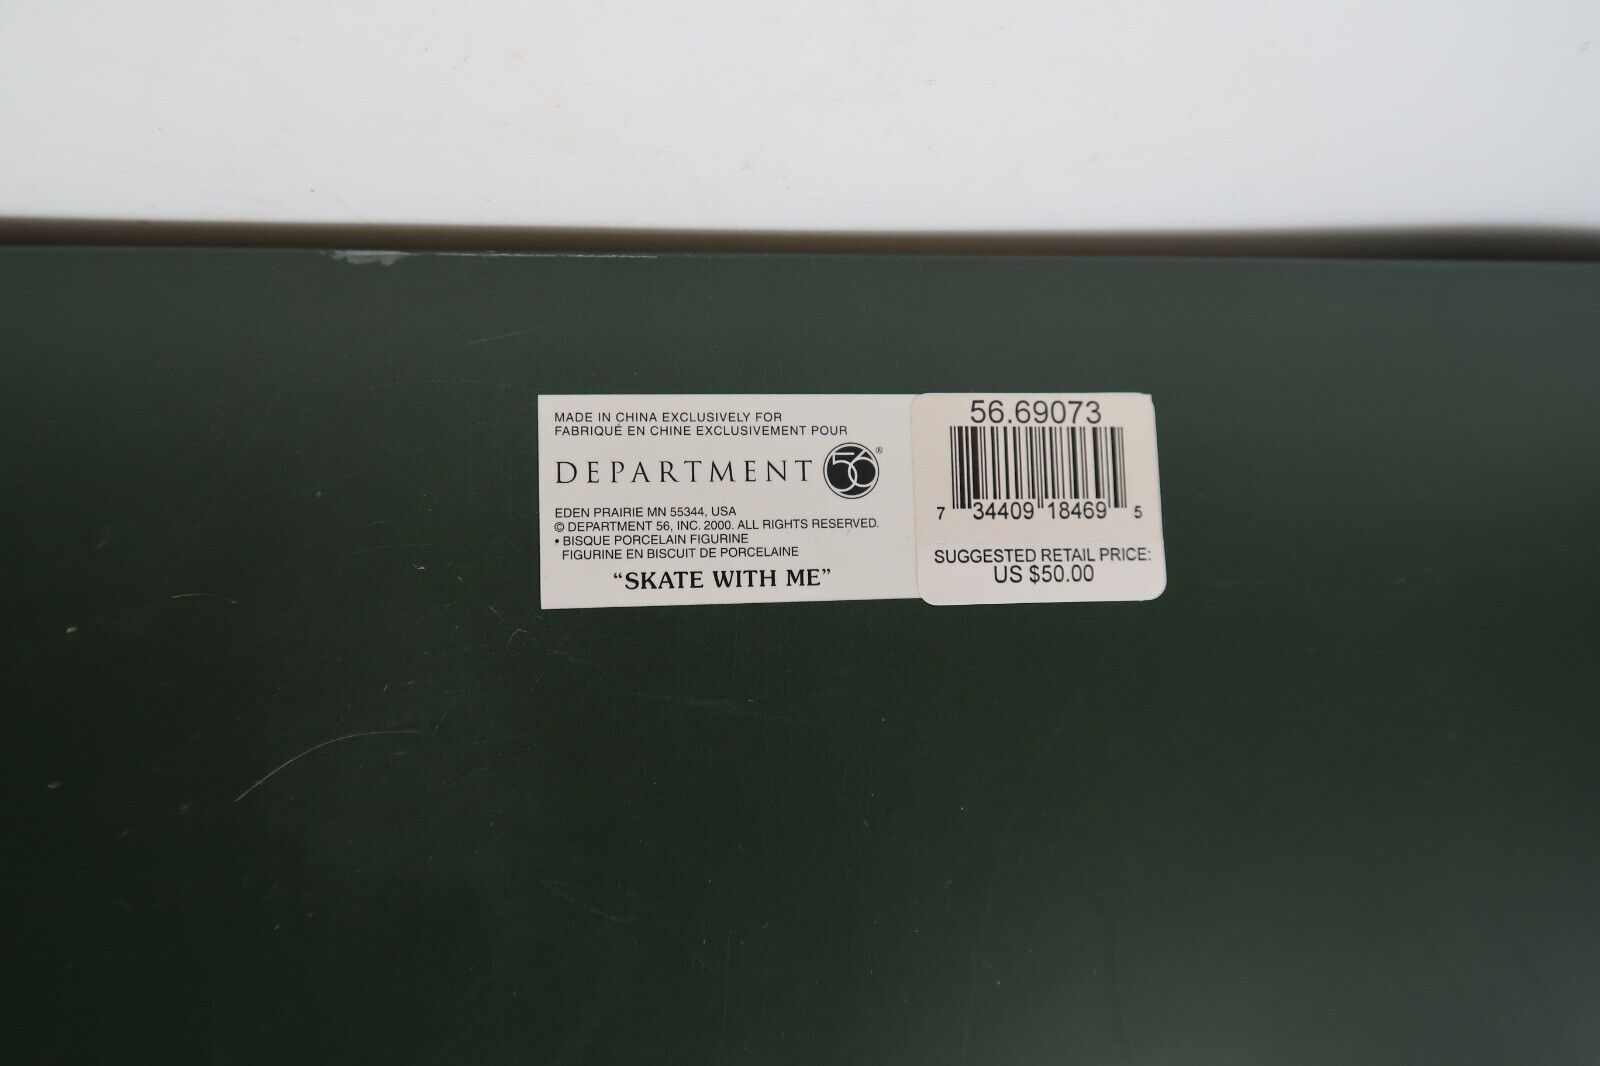 MADE IN CHINA EXCLUSIVELY FOR
FABRIQUÉ EN CHINE EXCLUSIVEMENT POUR
DEPARTMENT 56®
EDEN PRAIRIE MN 55344, USA
© DEPARTMENT 56, INC. 2000. ALL RIGHTS RESERVED.
• BISQUE PORCELAIN FIGURINE
FIGURINE EN BISCUIT DE PORCELAINE
“SKATE WITH ME”
56.69073
7 34409 18469 5
SUGGESTED RETAIL PRICE:
US $50.00